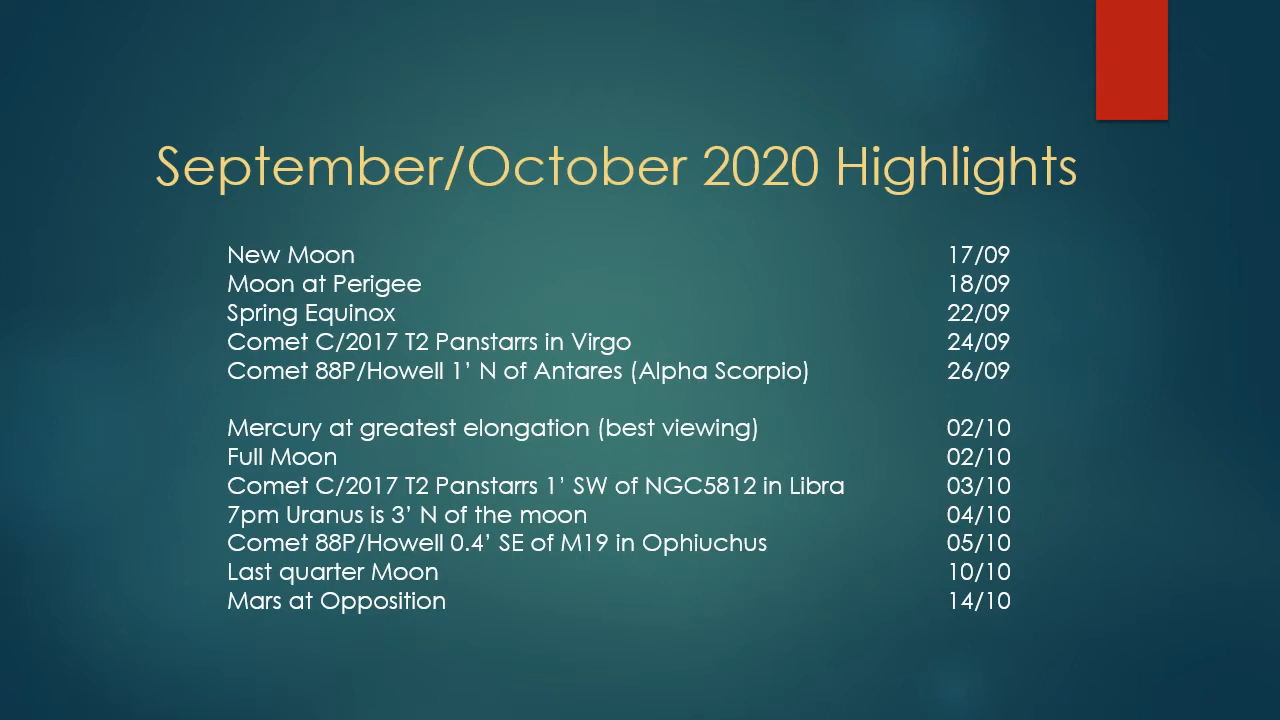 September/October 2020 Highlights
New Moon 17/09
Moon at Perigee 18/09
Spring Equinox 22/09
Comet C/2017 T2 Panstarrs in Virgo 24/09
Comet 88P/Howell 1’ N of Antares (Alpha Scorpio) 26/09
Mercury at greatest elongation (best viewing) 02/10
Full Moon 02/10
Comet C/2017 T2 Panstarrs 1’ SW of NGC5812 in Libra 03/10
7pm Uranus is 3’ N of the moon 04/10
Comet 88P/Howell 0.4’ SE of M19 in Ophiuchus 05/10
Last quarter Moon 10/10
Mars at Opposition 14/10